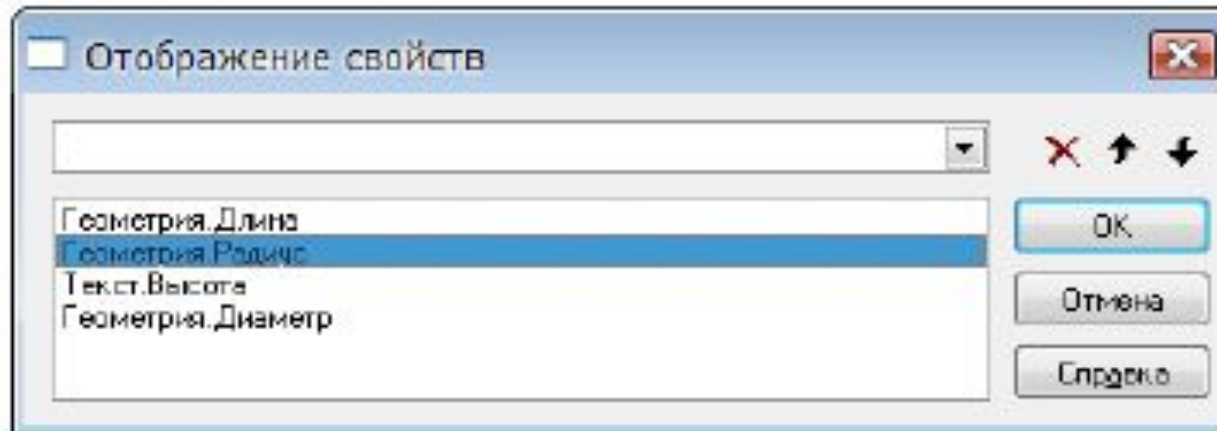 Отображение свойств
Геометрия.Длина
Геометрия.Радиус
Текст.Высота
Геометрия.Диаметр
OK
Отмена
Справка